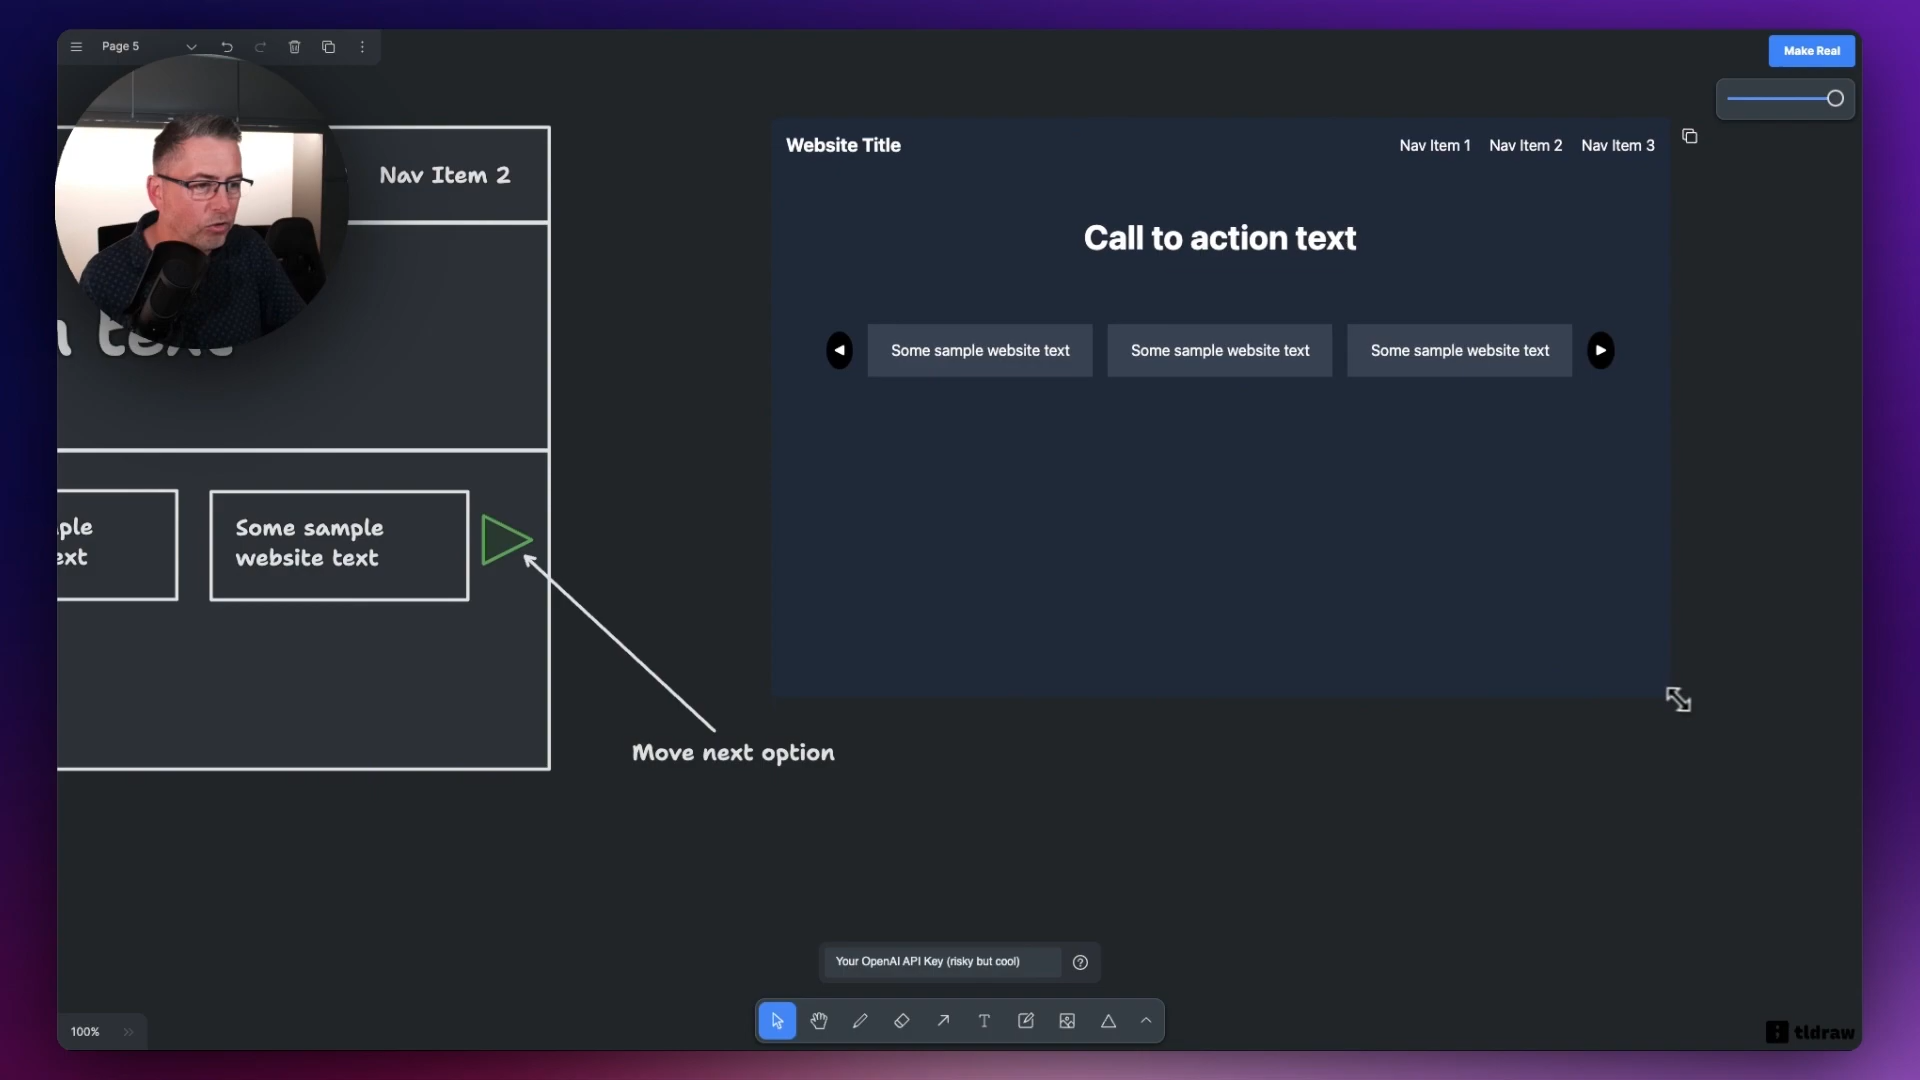 Page 5
Make Real
Nav Item 2
Website Title
Nav Item 1
Nav Item 2
Nav Item 3
Call to action text
text
Some sample website text
Some sample website text
Some sample website text
ple
ext
Some sample
website text
Move next option
Your OpenAI API Key (risky but cool)
100%
tldraw